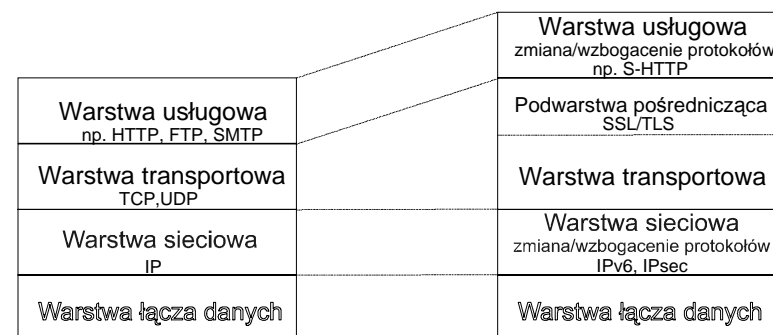 Warstwa usługowa
np. HTTP, FTP, SMTP
Warstwa transportowa
TCP,UDP
Warstwa sieciowa
IP
Warstwa łącza danych
Warstwa usługowa
zmiana/wzbogacenie protokołów
np. S-HTTP
Podwarstwa pośrednicząca
SSL/TLS
Warstwa transportowa
Warstwa sieciowa
zmiana/wzbogacenie protokołów
IPv6, IPsec
Warstwa łącza danych